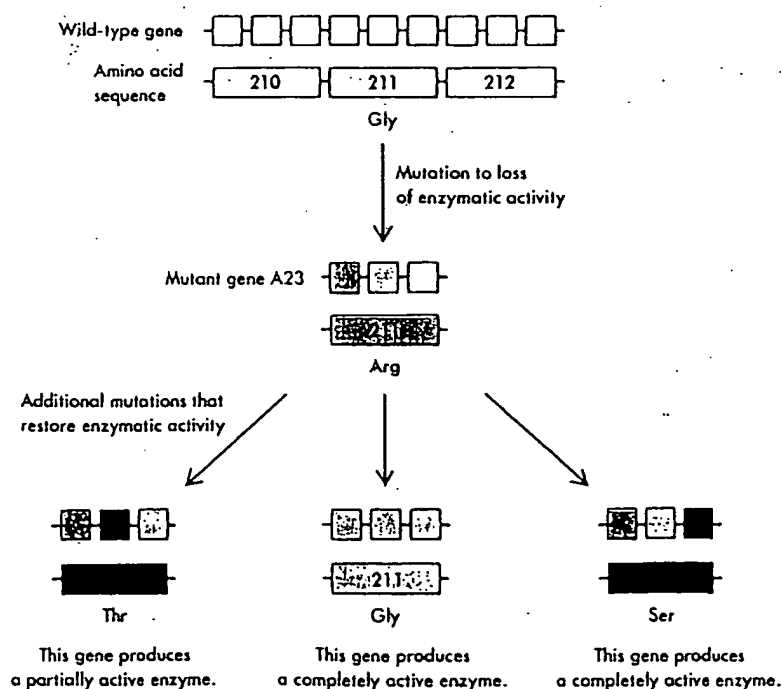 Wild-type gene
Amino acid
sequence
210 211 212
Gly
Mutation to loss
of enzymatic activity
Mutant gene A23
211
Arg
Additional mutations that
restore enzymatic activity
211
Thr Gly Ser
This gene produces
a partially active enzyme.
This gene produces
a completely active enzyme.
This gene produces
a completely active enzyme.